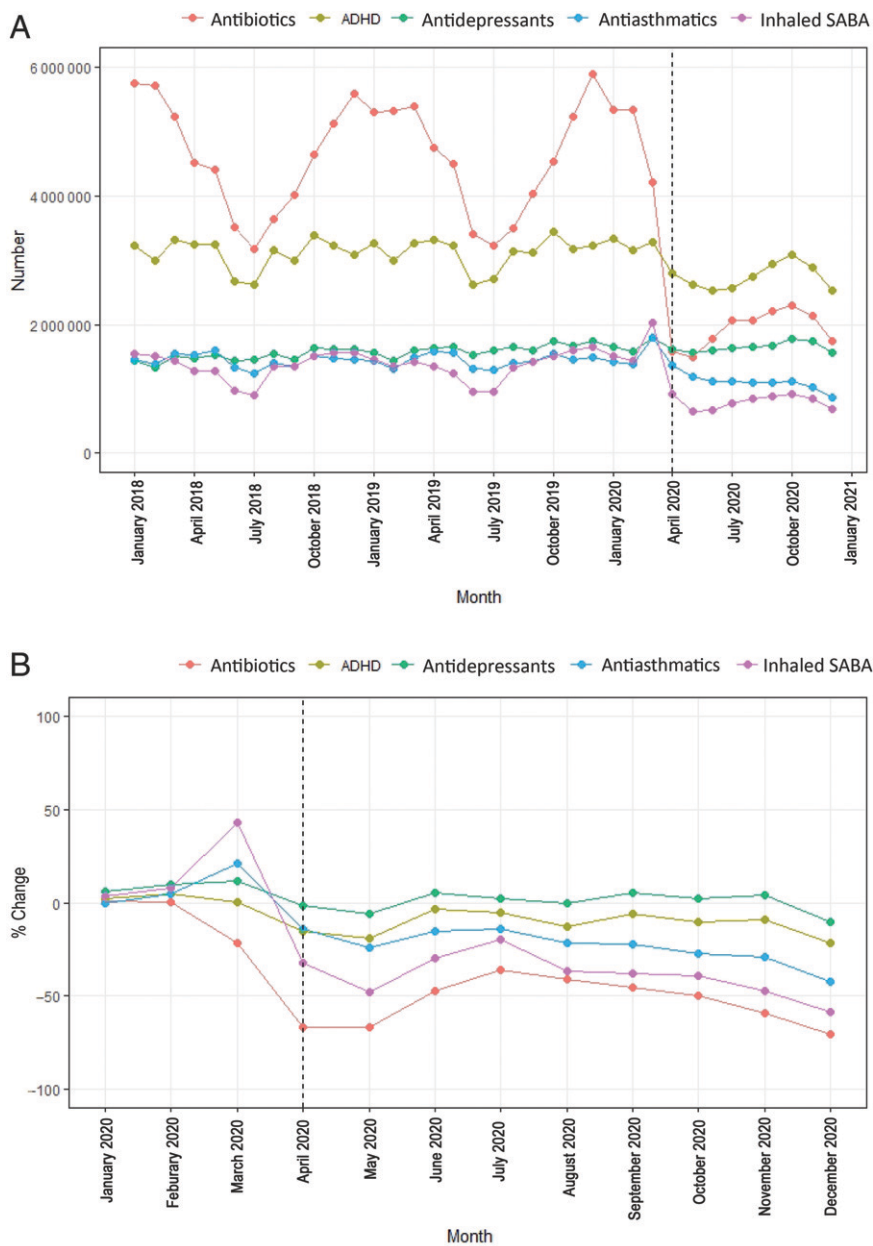 A
Antibiotics ADHD Antidepressants Antiasthmatics Inhaled SABA
6 000 000
4 000 000
2 000 000
0
Number
January 2018
April 2018
July 2018
October 2018
January 2019
April 2019
July 2019
October 2019
January 2020
April 2020
July 2020
October 2020
January 2021
Month
B
Antibiotics ADHD Antidepressants Antiasthmatics Inhaled SABA
100
50
0
−50
−100
% Change
January 2020
Feburary 2020
March 2020
April 2020
May 2020
June 2020
July 2020
August 2020
September 2020
October 2020
November 2020
December 2020
Month